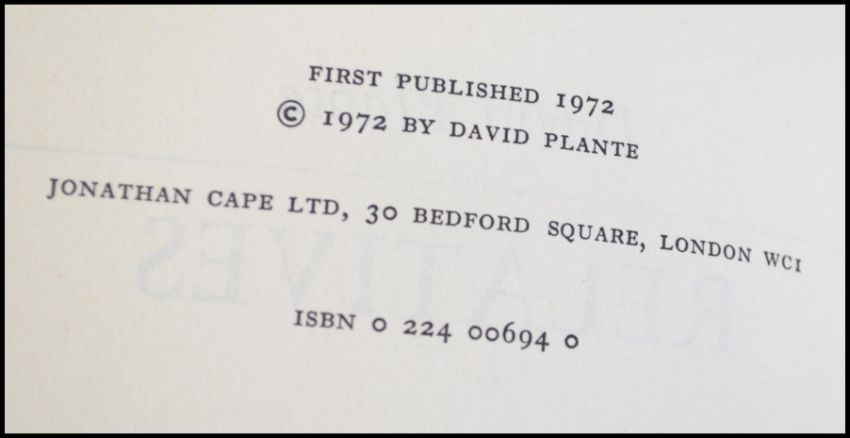 FIRST PUBLISHED 1972
© 1972 BY DAVID PLANTE
JONATHAN CAPE LTD, 30 BEDFORD SQUARE, LONDON WC1
ISBN 0 224 00694 0
RELATIVES